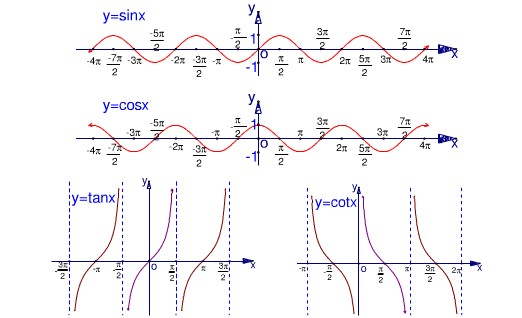 y=sinx
y
x
1
-1
O
-4π -7π/2 -3π -5π/2 -2π -3π/2 -π -π/2 π/2 π 3π/2 2π 5π/2 3π 7π/2 4π
y=cosx
y
x
1
-1
O
-4π -7π/2 -3π -5π/2 -2π -3π/2 -π -π/2 π/2 π 3π/2 2π 5π/2 3π 7π/2 4π
y=tanx
y
x
O
-3π/2 -π -π/2 π/2 π 3π/2
y=cotx
y
x
O
-π -π/2 π/2 π 3π/2 2π